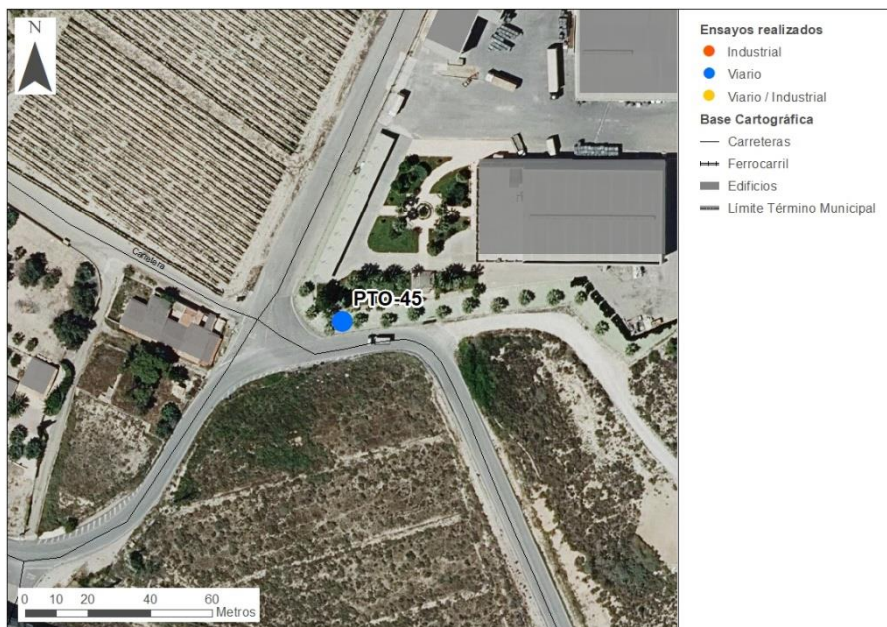 N
Carretera
PTO-45
0 10 20 40 60
Metros
Ensayos realizados
Industrial
Viario
Viario / Industrial
Base Cartográfica
Carreteras
Ferrocarril
Edificios
Límite Término Municipal